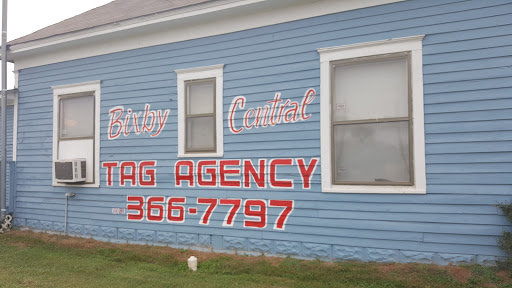 Bixby Central
TAG AGENCY
366-7797